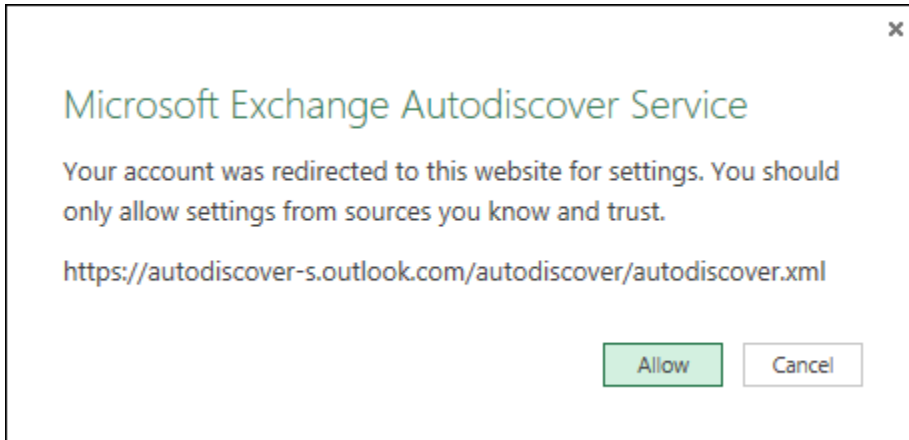 Microsoft Exchange Autodiscover Service
Your account was redirected to this website for settings. You should
only allow settings from sources you know and trust.
https://autodiscover-s.outlook.com/autodiscover/autodiscover.xml
Allow Cancel